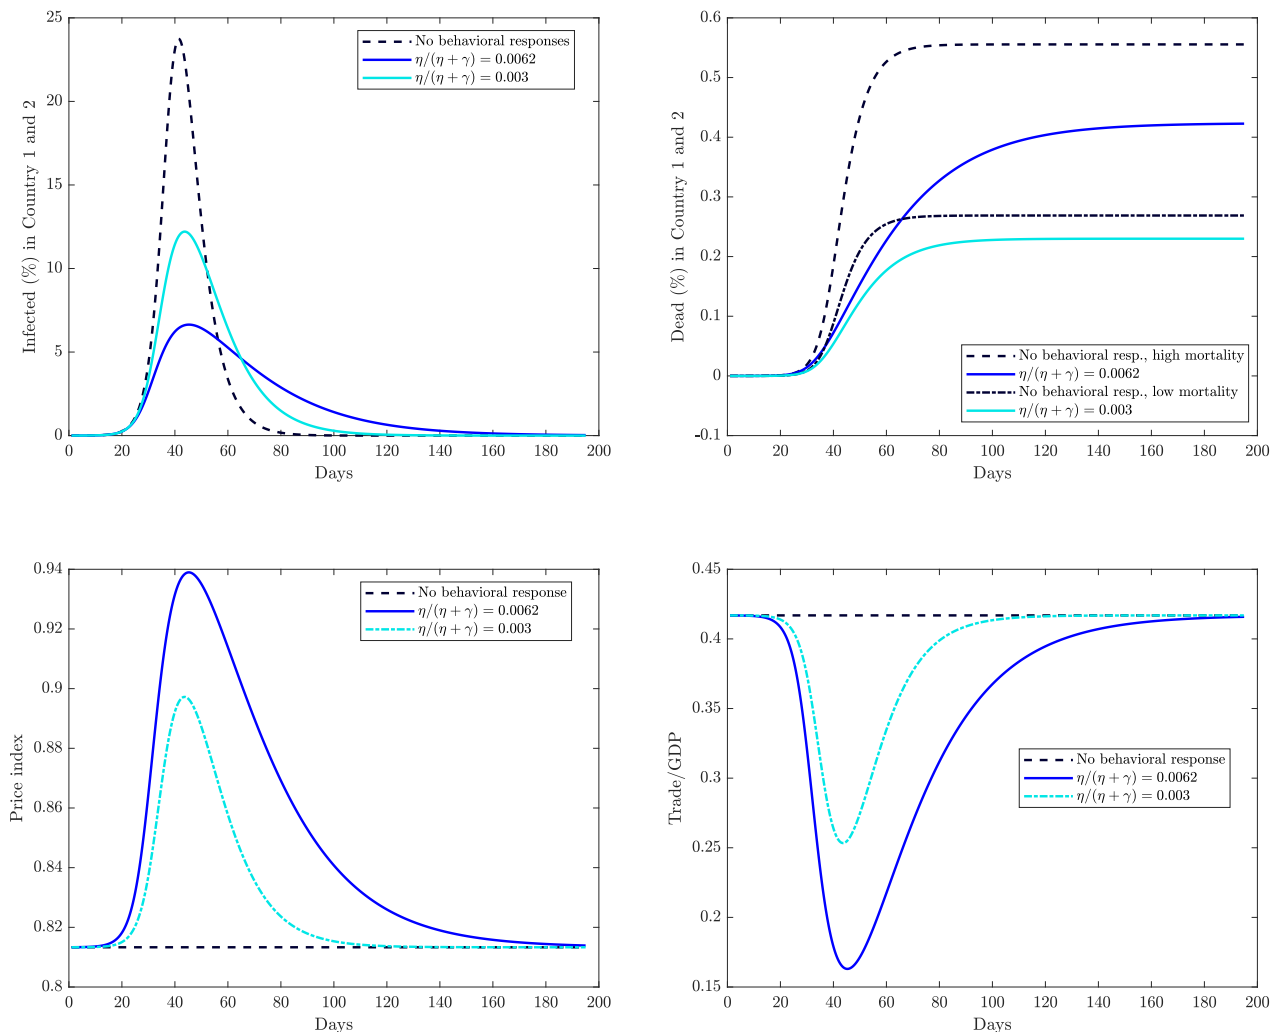 25
20
15
10
5
0
Infected (%) in Country 1 and 2
No behavioral responses
η/(η + γ) = 0.0062
η/(η + γ) = 0.003
0 20 40 60 80 100 120 140 160 180 200
Days
0.6
0.5
0.4
0.3
0.2
0.1
0
-0.1
Dead (%) in Country 1 and 2
No behavioral resp., high mortality
η/(η + γ) = 0.0062
No behavioral resp., low mortality
η/(η + γ) = 0.003
0 20 40 60 80 100 120 140 160 180 200
Days
0.94
0.92
0.9
0.88
0.86
0.84
0.82
0.8
Price index
No behavioral response
η/(η + γ) = 0.0062
η/(η + γ) = 0.003
0 20 40 60 80 100 120 140 160 180 200
Days
0.45
0.4
0.35
0.3
0.25
0.2
0.15
Trade/GDP
No behavioral response
η/(η + γ) = 0.0062
η/(η + γ) = 0.003
0 20 40 60 80 100 120 140 160 180 200
Days